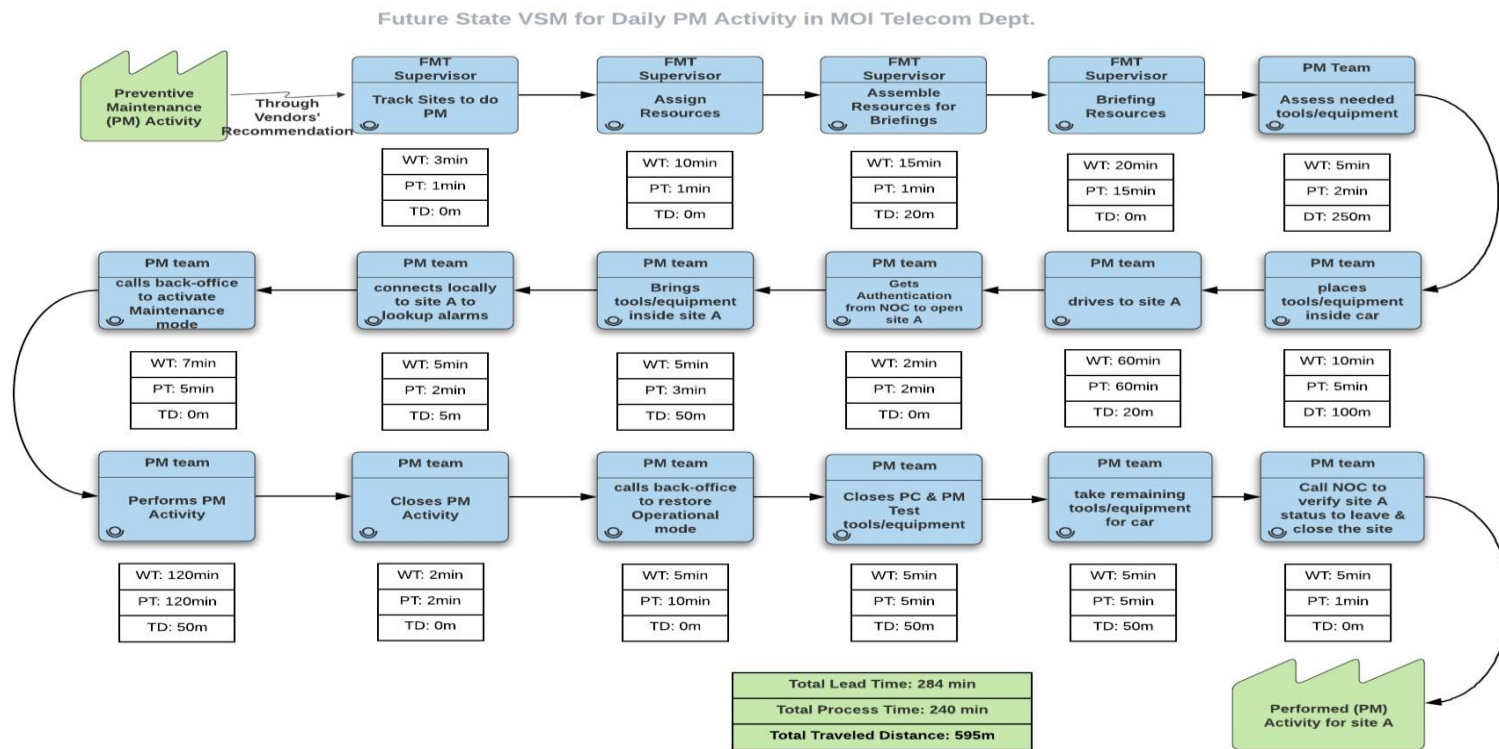 Future State VSM for Daily PM Activity in MOI Telecom Dept.
Preventive
Maintenance
(PM) Activity
Through
Vendors'
Recommendation
FMT
Supervisor
Track Sites to do
PM
FMT
Supervisor
Assign
Resources
FMT
Supervisor
Assemble
Resources for
Briefings
FMT
Supervisor
Briefing
Resources
PM Team
Assess needed
tools/equipment
WT: 3min
PT: 1min
TD: 0m
WT: 10min
PT: 1min
TD: 0m
WT: 15min
PT: 1min
TD: 20m
WT: 20min
PT: 15min
TD: 0m
WT: 5min
PT: 2min
DT: 250m
PM team
calls back-office
to activate
Maintenance
mode
PM team
connects locally
to site A to
lookup alarms
PM team
Brings
tools/equipment
inside site A
PM team
Gets
Authentication
from NOC to open
site A
PM team
drives to site A
PM team
places
tools/equipment
inside car
WT: 7min
PT: 5min
TD: 0m
WT: 5min
PT: 2min
TD: 5m
WT: 5min
PT: 3min
TD: 50m
WT: 2min
PT: 2min
TD: 0m
WT: 60min
PT: 60min
TD: 20m
WT: 10min
PT: 5min
DT: 100m
PM team
Performs PM
Activity
PM team
Closes PM
Activity
PM team
calls back-office
to restore
Operational
mode
PM team
Closes PC & PM
Test
tools/equipment
PM team
take remaining
tools/equipment
for car
PM team
Call NOC to
verify site A
status to leave &
close the site
WT: 120min
PT: 120min
TD: 50m
WT: 2min
PT: 2min
TD: 0m
WT: 5min
PT: 10min
TD: 0m
WT: 5min
PT: 5min
TD: 50m
WT: 5min
PT: 5min
TD: 50m
WT: 5min
PT: 1min
TD: 0m
Total Lead Time: 284 min
Total Process Time: 240 min
Total Traveled Distance: 595m
Performed (PM)
Activity for site A